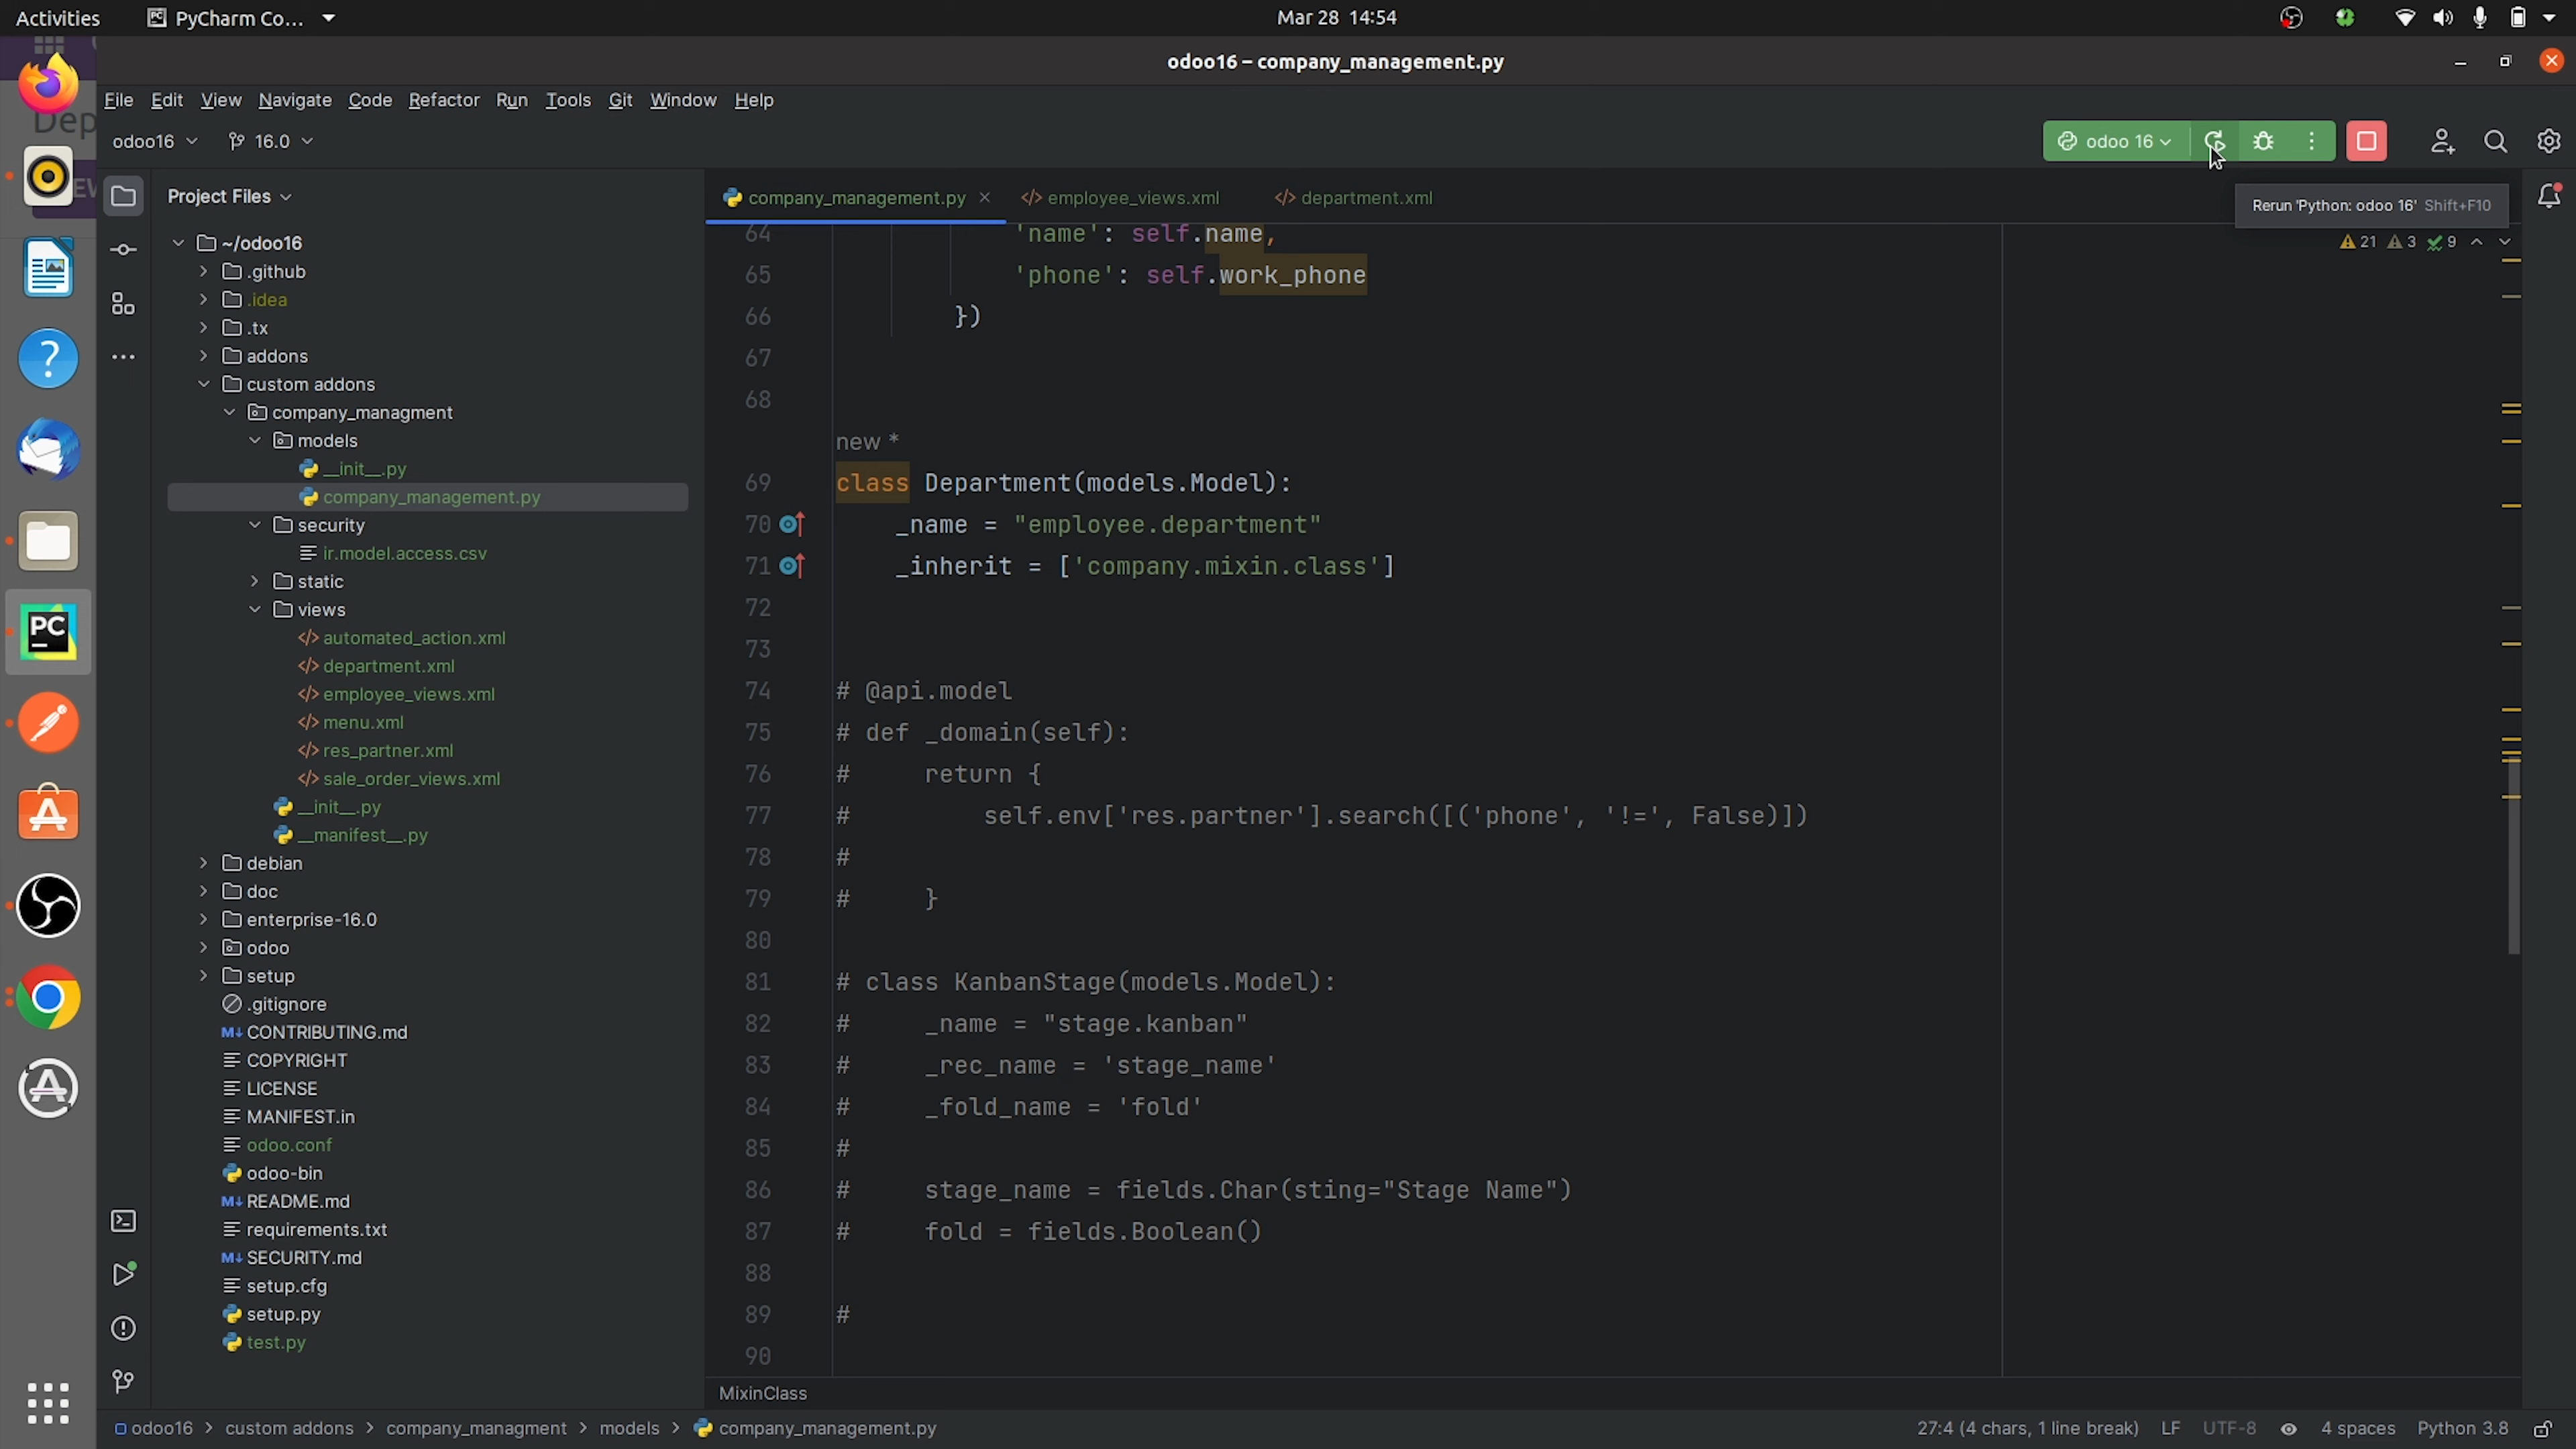 Activities PyCharm Co... Mar 28 14:54
odoo16 – company_management.py
File Edit View Navigate Code Refactor Run Tools Git Window Help
Dep
odoo16 16.0 odoo 16
Project Files company_management.py employee_views.xml department.xml
Rerun 'Python: odoo 16' Shift+F10
21 3 9
~/odoo16
.github
.idea
.tx
addons
custom addons
company_managment
models
__init__.py
company_management.py
security
ir.model.access.csv
static
views
automated_action.xml
department.xml
employee_views.xml
menu.xml
res_partner.xml
sale_order_views.xml
__init__.py
__manifest__.py
debian
doc
enterprise-16.0
odoo
setup
.gitignore
CONTRIBUTING.md
COPYRIGHT
LICENSE
MANIFEST.in
odoo.conf
odoo-bin
README.md
requirements.txt
SECURITY.md
setup.cfg
setup.py
test.py
64 'name': self.name,
65 'phone': self.work_phone
66 })
67
68
new *
69 class Department(models.Model):
70 _name = "employee.department"
71 _inherit = ['company.mixin.class']
72
73
74 # @api.model
75 # def _domain(self):
76 # return {
77 # self.env['res.partner'].search([('phone', '!=', False)])
78 #
79 # }
80
81 # class KanbanStage(models.Model):
82 # _name = "stage.kanban"
83 # _rec_name = 'stage_name'
84 # _fold_name = 'fold'
85 #
86 # stage_name = fields.Char(sting="Stage Name")
87 # fold = fields.Boolean()
88
89 #
90
MixinClass
odoo16 > custom addons > company_managment > models > company_management.py 27:4 (4 chars, 1 line break) LF UTF-8 4 spaces Python 3.8